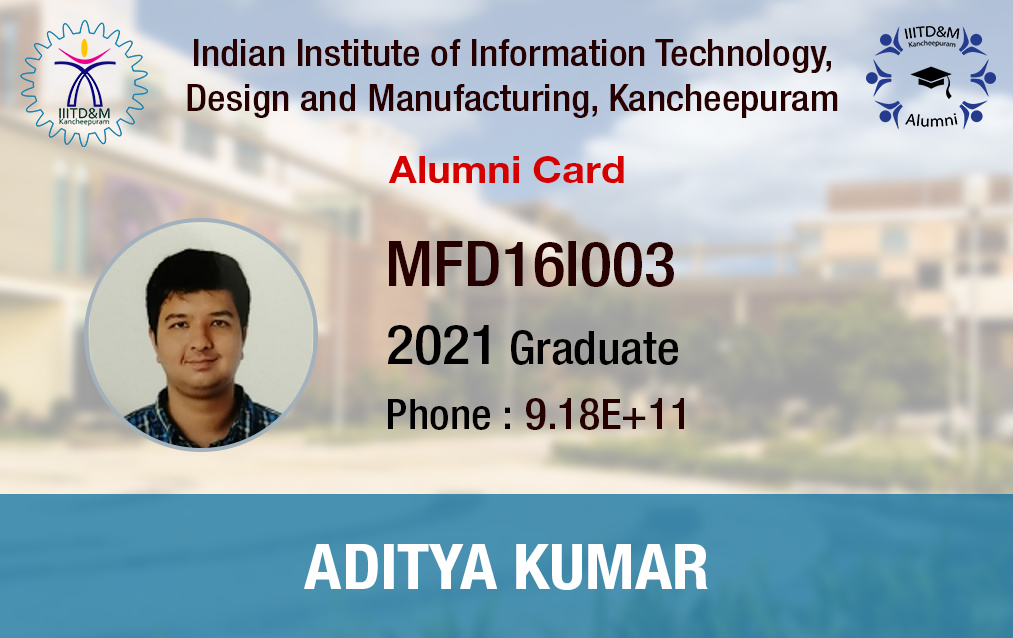 Indian Institute of Information Technology,
Design and Manufacturing, Kancheepuram
IIITD&M
Kancheepuram
IIITD&M
Kancheepuram
Alumni
Alumni Card
MFD16I003
2021 Graduate
Phone : 9.18E+11
ADITYA KUMAR